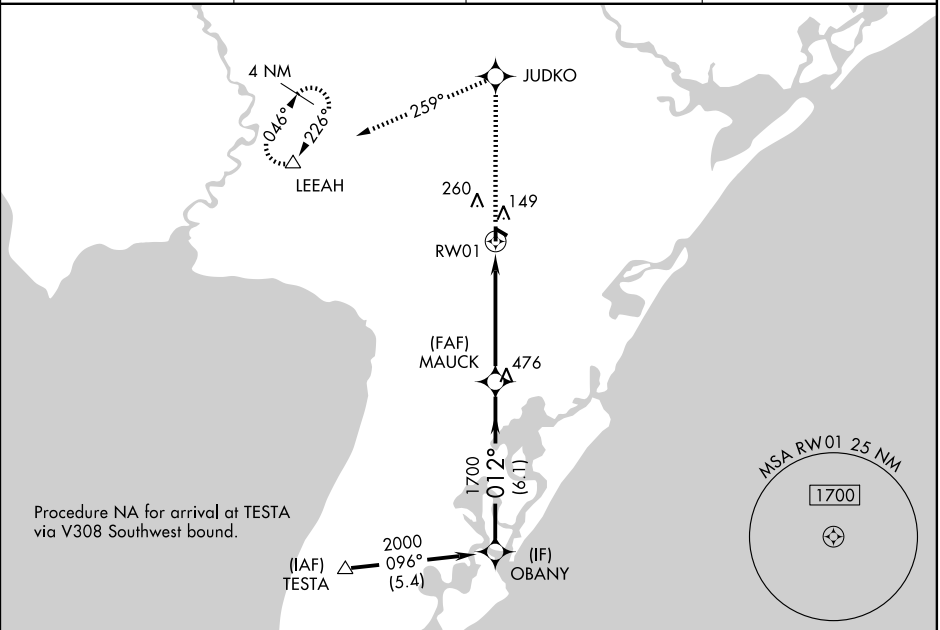 4 NM
JUDKO
259°
046°
226°
LEEAH
260
149
RW01
(FAF)
MAUCK
476
1700
012°
(6.1)
MSA RW01 25 NM
1700
Procedure NA for arrival at TESTA
via V308 Southwest bound.
(IAF)
TESTA
2000
096°
(5.4)
(IF)
OBANY